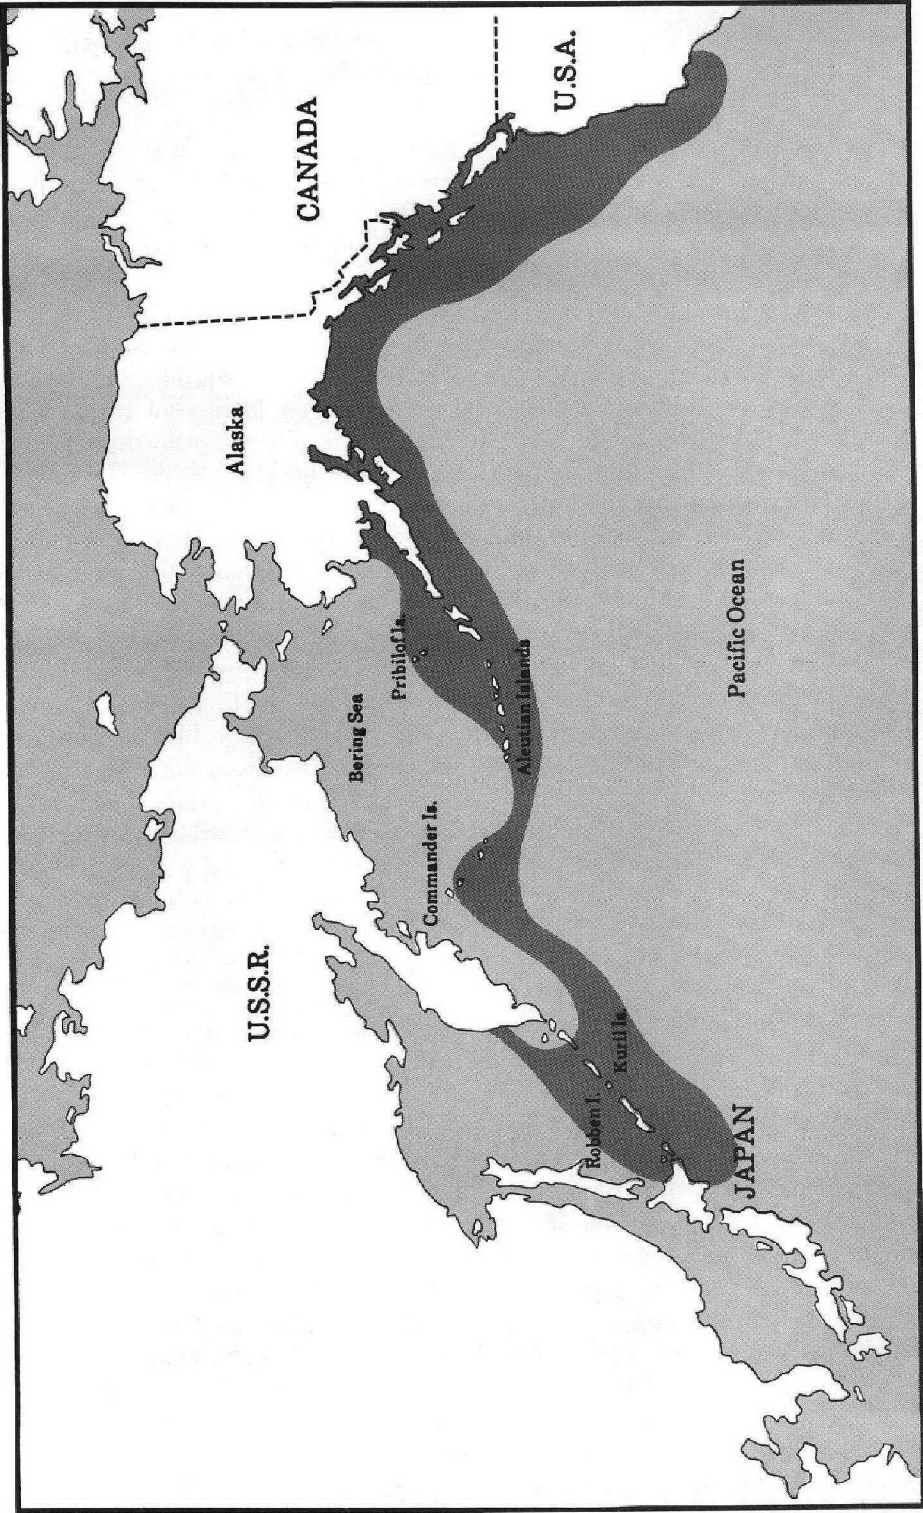 U.S.S.R.
Alaska
CANADA
U.S.A.
Bering Sea
Pribilof Is.
Commander Is.
Aleutian Islands
Robben I.
Kuril Is.
JAPAN
Pacific Ocean